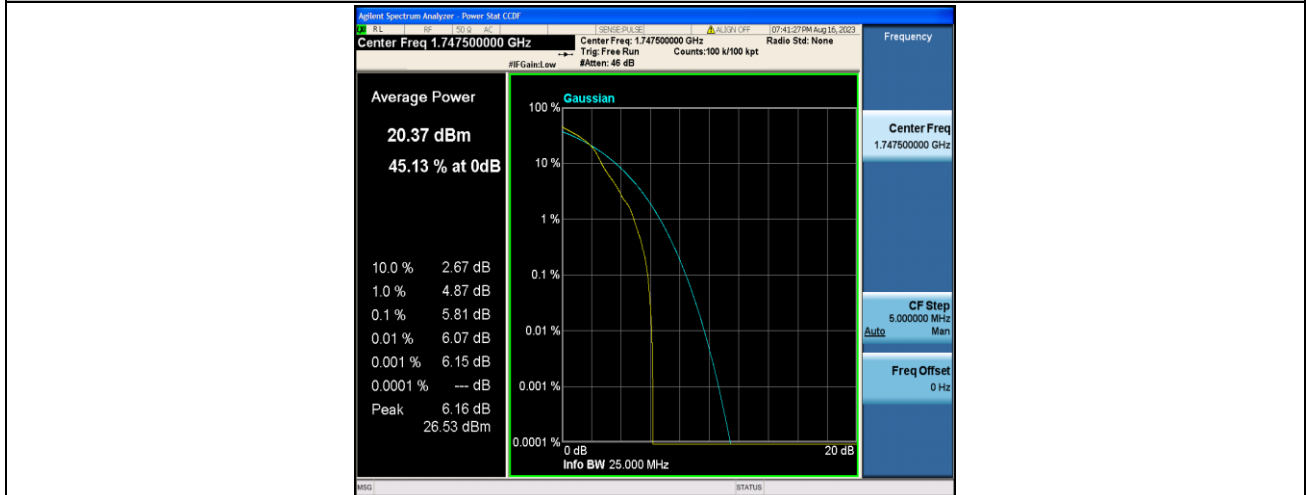 Agilent Spectrum Analyzer - Power Stat CCDF
RL RF 50 Ω AC SENSE:PULSE ALIGN OFF 07:41:27 PM Aug 16, 2023
Center Freq 1.747500000 GHz
Center Freq: 1.747500000 GHz
Radio Std: None
Trig: Free Run Counts:100 k/100 kpt
#IFGain:Low #Atten: 46 dB
Average Power
20.37 dBm
45.13 % at 0dB
10.0 % 2.67 dB
1.0 % 4.87 dB
0.1 % 5.81 dB
0.01 % 6.07 dB
0.001 % 6.15 dB
0.0001 % --- dB
Peak 6.16 dB
26.53 dBm
Gaussian
100 %
10 %
1 %
0.1 %
0.01 %
0.001 %
0.0001 %
0 dB 20 dB
Info BW 25.000 MHz
Frequency
Center Freq
1.747500000 GHz
CF Step
5.000000 MHz
Auto Man
Freq Offset
0 Hz
MSG STATUS